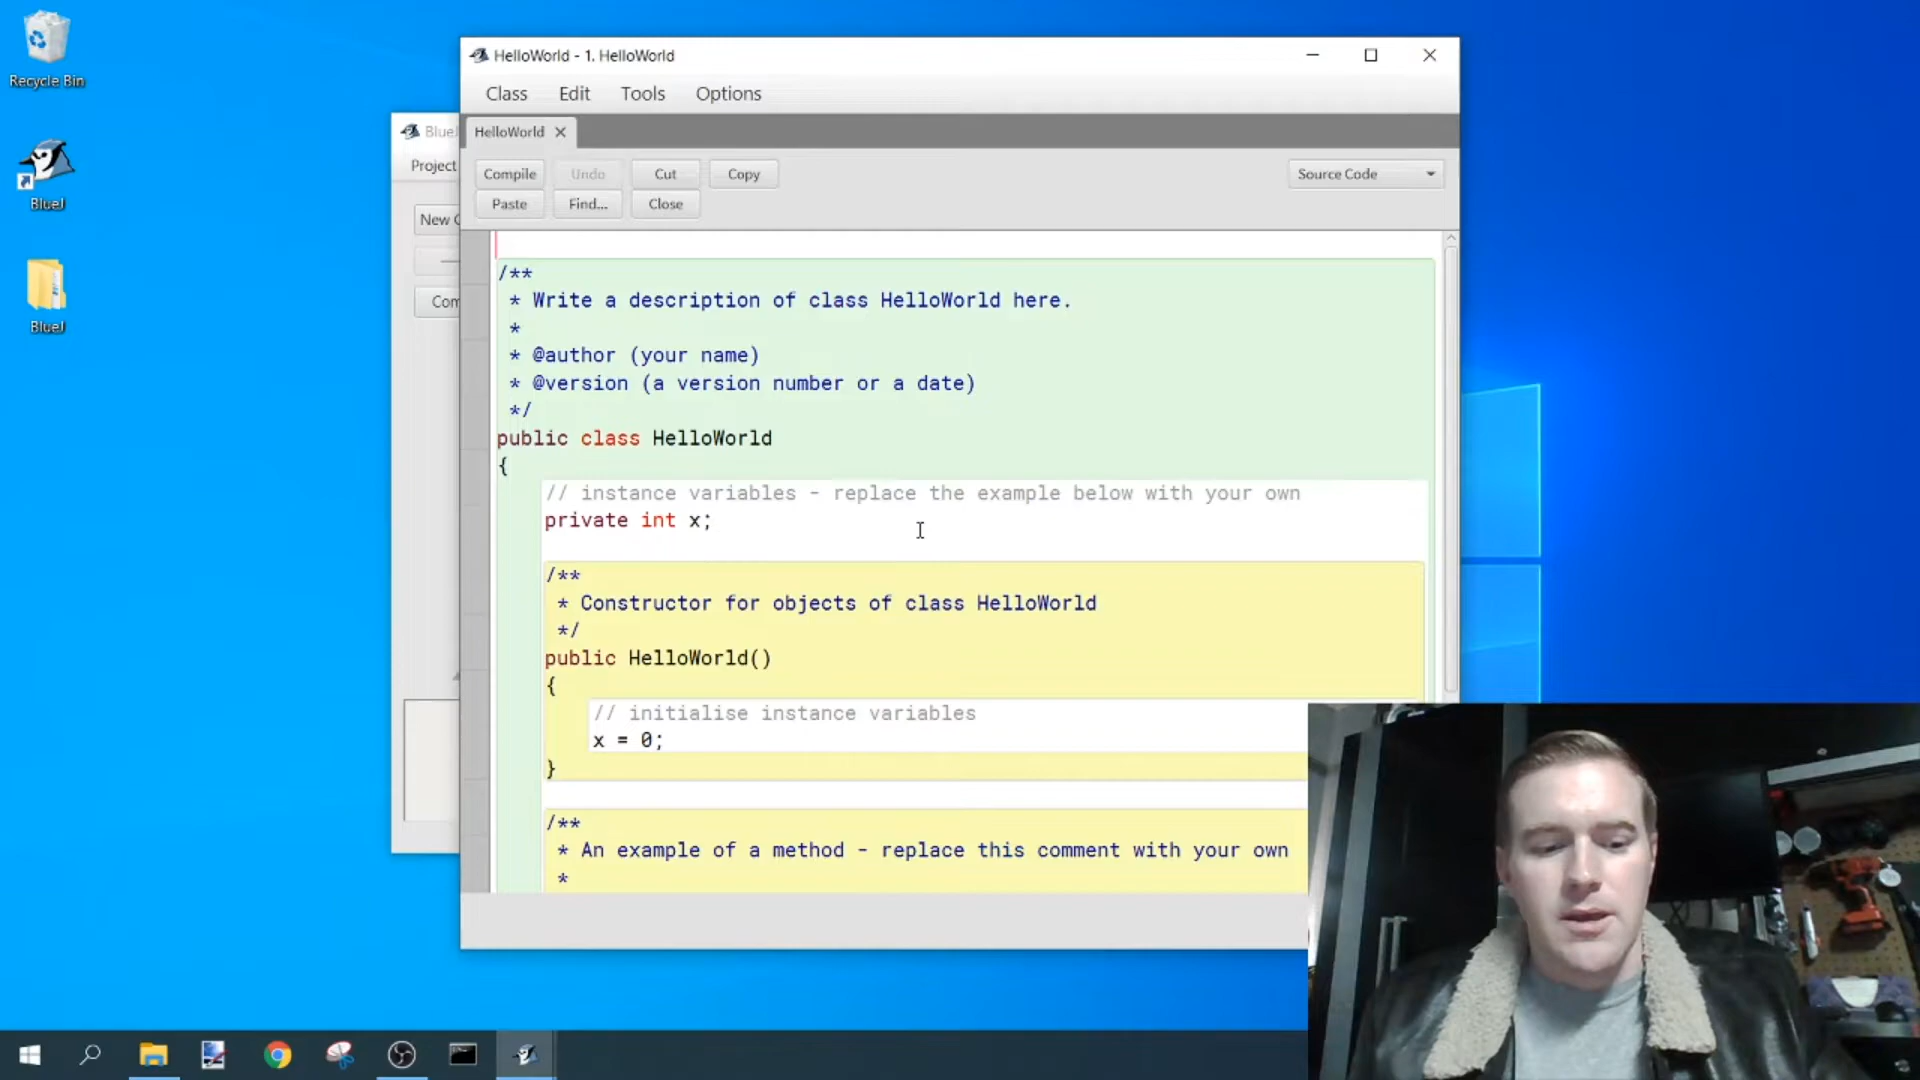 Recycle Bin
BlueJ
BlueJ
BlueJ
Project
New C
Com
HelloWorld - 1. HelloWorld
Class Edit Tools Options
HelloWorld
Compile Undo Cut Copy
Source Code
Paste Find... Close
/**
* Write a description of class HelloWorld here.
*
* @author (your name)
* @version (a version number or a date)
*/
public class HelloWorld
{
// instance variables - replace the example below with your own
private int x;
/**
* Constructor for objects of class HelloWorld
*/
public HelloWorld()
{
// initialise instance variables
x = 0;
}
/**
* An example of a method - replace this comment with your own
*